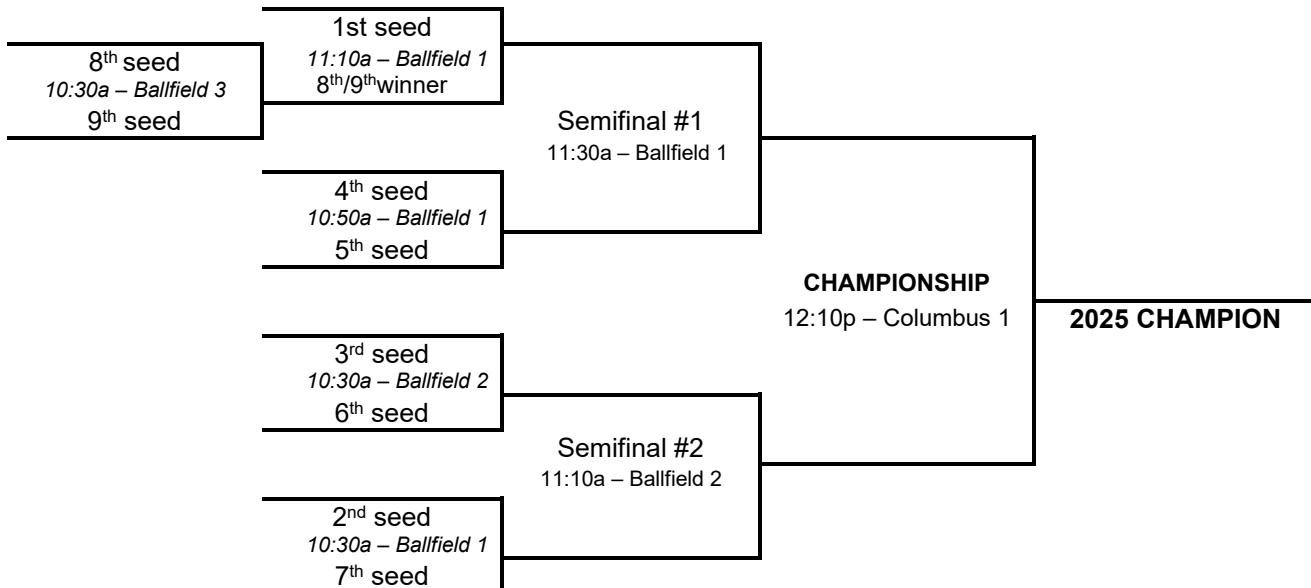 1st seed
11:10a – Ballfield 1
8th/9thwinner
8th seed
10:30a – Ballfield 3
9th seed
Semifinal #1
11:30a – Ballfield 1
4th seed
10:50a – Ballfield 1
5th seed
CHAMPIONSHIP
12:10p – Columbus 1
2025 CHAMPION
3rd seed
10:30a – Ballfield 2
6th seed
Semifinal #2
11:10a – Ballfield 2
2nd seed
10:30a – Ballfield 1
7th seed